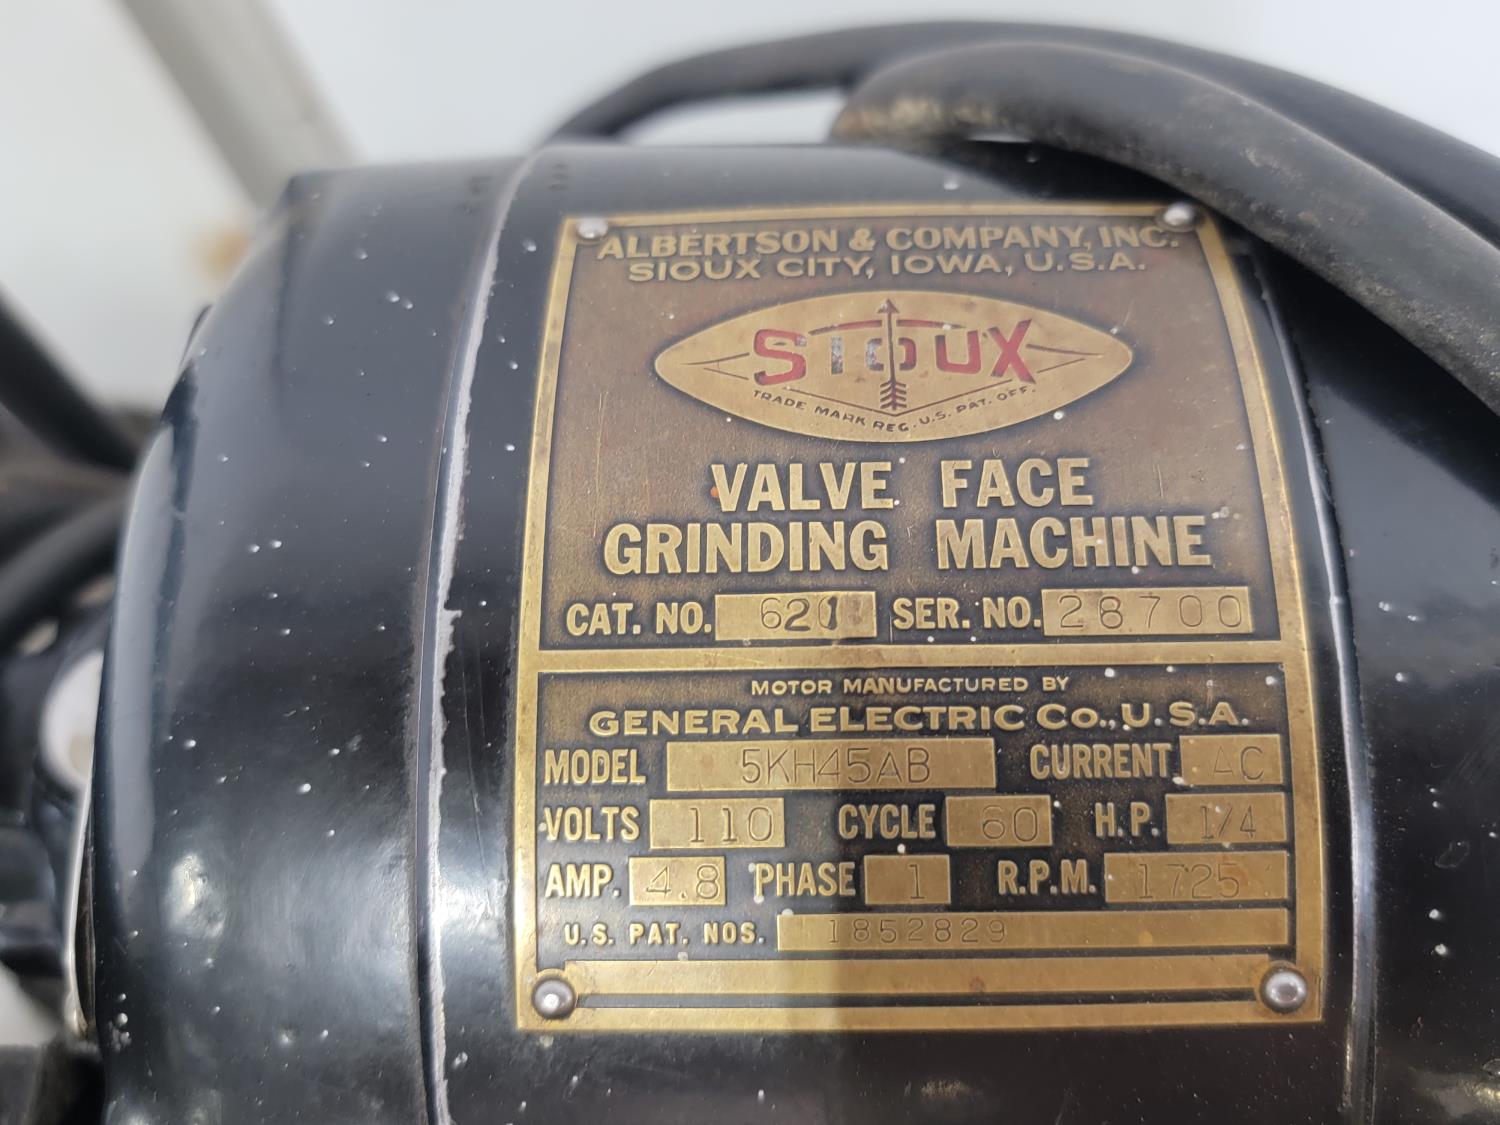 ALBERTSON & COMPANY, INC.
SIOUX CITY, IOWA, U.S.A.
SIOUX
TRADE MARK REG. U.S. PAT. OFF.
VALVE FACE
GRINDING MACHINE
CAT. NO. 621 SER. NO. 28700
MOTOR MANUFACTURED BY
GENERAL ELECTRIC Co., U.S.A.
MODEL 5KH45AB CURRENT AC
VOLTS 110 CYCLE 60 H.P. 1/4
AMP. 4.8 PHASE 1 R.P.M. 1725
U.S. PAT. NOS. 1852829